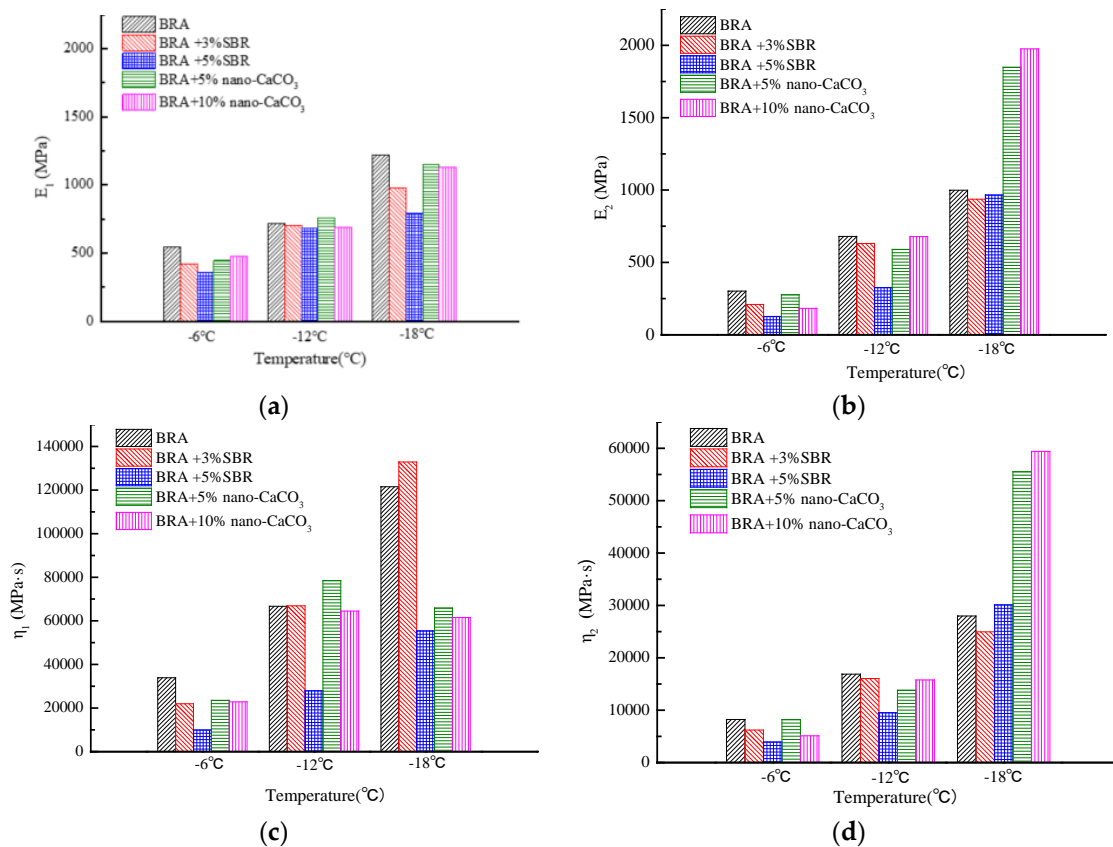 BRA
BRA +3%SBR
BRA +5%SBR
BRA+5% nano-CaCO₃
BRA+10% nano-CaCO₃
2000
1500
1000
500
0
E₁ (MPa)
-6℃
-12℃
-18℃
Temperature(℃)
(a)
BRA
BRA +3%SBR
BRA +5%SBR
BRA+5% nano-CaCO₃
BRA+10% nano-CaCO₃
2000
1500
1000
500
0
E₂ (MPa)
-6℃
-12℃
-18℃
Temperature(℃)
(b)
BRA
BRA +3%SBR
BRA +5%SBR
BRA+5% nano-CaCO₃
BRA+10% nano-CaCO₃
140000
120000
100000
80000
60000
40000
20000
0
η₁ (MPa·s)
-6℃
-12℃
-18℃
Temperature(℃)
(c)
BRA
BRA +3%SBR
BRA +5%SBR
BRA+5% nano-CaCO₃
BRA+10% nano-CaCO₃
60000
50000
40000
30000
20000
10000
0
η₂ (MPa·s)
-6℃
-12℃
-18℃
Temperature(℃)
(d)